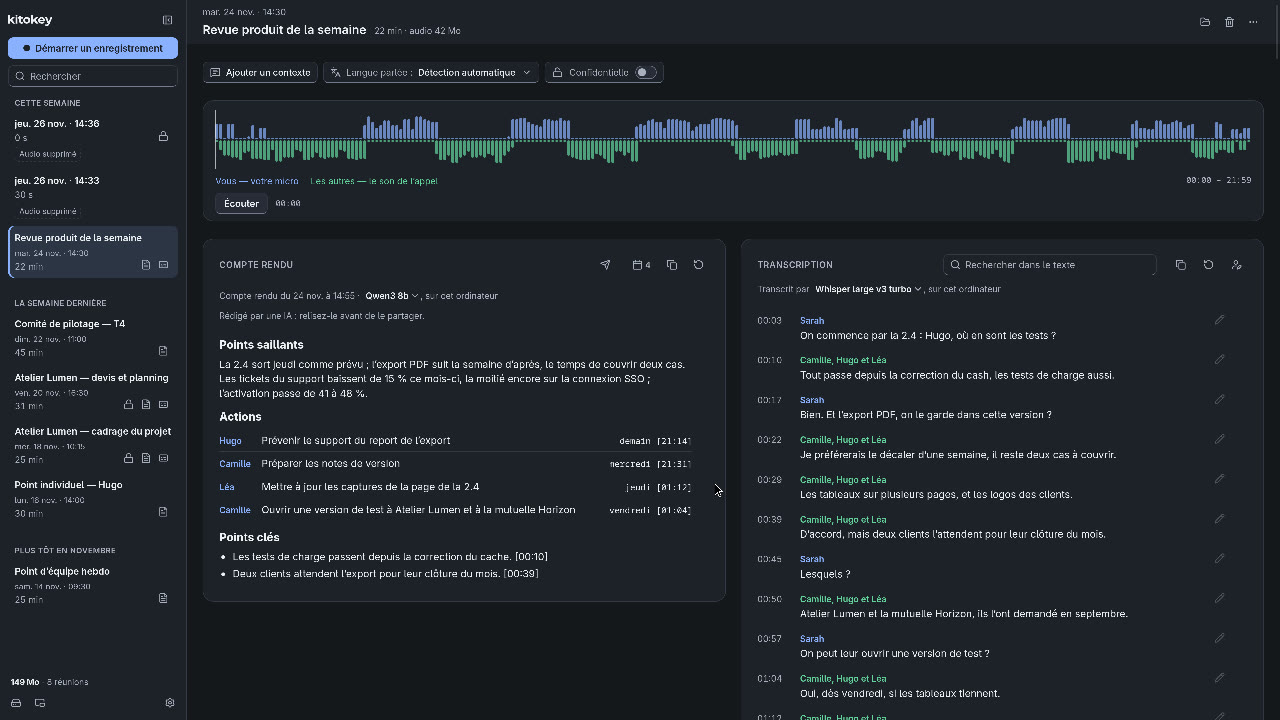 kitokey
Démarrer un enregistrement
Rechercher
CETTE SEMAINE
jeu. 26 nov. · 14:36
0 s
Audio supprimé
jeu. 26 nov. · 14:33
30 s
Audio supprimé
Revue produit de la semaine
mar. 24 nov. · 14:30
22 min
LA SEMAINE DERNIÈRE
Comité de pilotage — T4
dim. 22 nov. · 11:00
45 min
Atelier Lumen — devis et planning
ven. 20 nov. · 16:30
31 min
Atelier Lumen — cadrage du projet
mer. 18 nov. · 10:15
25 min
Point individuel — Hugo
lun. 16 nov. · 14:00
30 min
PLUS TÔT EN NOVEMBRE
Point d'équipe hebdo
sam. 14 nov. · 09:30
25 min
149 Mo · 8 réunions
mar. 24 nov. · 14:30
Revue produit de la semaine 22 min · audio 42 Mo
Ajouter un contexte
Langue parlée : Détection automatique
Confidentielle
Vous — votre micro Les autres — le son de l'appel
00:00 – 21:59
Écouter 00:00
COMPTE RENDU
4
Compte rendu du 24 nov. à 14:55 · Qwen3 8b , sur cet ordinateur
Rédigé par une IA : relisez-le avant de le partager.
Points saillants
La 2.4 sort jeudi comme prévu ; l'export PDF suit la semaine d'après, le temps de couvrir deux cas.
Les tickets du support baissent de 15 % ce mois-ci, la moitié encore sur la connexion SSO ;
l'activation passe de 41 à 48 %.
Actions
Hugo Prévenir le support du report de l'export demain [21:14]
Camille Préparer les notes de version mercredi [21:31]
Léa Mettre à jour les captures de la page de la 2.4 jeudi [01:12]
Camille Ouvrir une version de test à Atelier Lumen et à la mutuelle Horizon vendredi [01:04]
Points clés
• Les tests de charge passent depuis la correction du cache. [00:10]
• Deux clients attendent l'export pour leur clôture du mois. [00:39]
TRANSCRIPTION
Rechercher dans le texte
Transcrit par Whisper large v3 turbo , sur cet ordinateur
00:03 Sarah
On commence par la 2.4 : Hugo, où en sont les tests ?
00:10 Camille, Hugo et Léa
Tout passe depuis la correction du cash, les tests de charge aussi.
00:17 Sarah
Bien. Et l'export PDF, on le garde dans cette version ?
00:22 Camille, Hugo et Léa
Je préférerais le décaler d'une semaine, il reste deux cas à couvrir.
00:29 Camille, Hugo et Léa
Les tableaux sur plusieurs pages, et les logos des clients.
00:39 Camille, Hugo et Léa
D'accord, mais deux clients l'attendent pour leur clôture du mois.
00:45 Sarah
Lesquels ?
00:50 Camille, Hugo et Léa
Atelier Lumen et la mutuelle Horizon, ils l'ont demandé en septembre.
00:57 Sarah
On peut leur ouvrir une version de test ?
01:04 Camille, Hugo et Léa
Oui, dès vendredi, si les tableaux tiennent.
01:12 Camille, Hugo et Léa